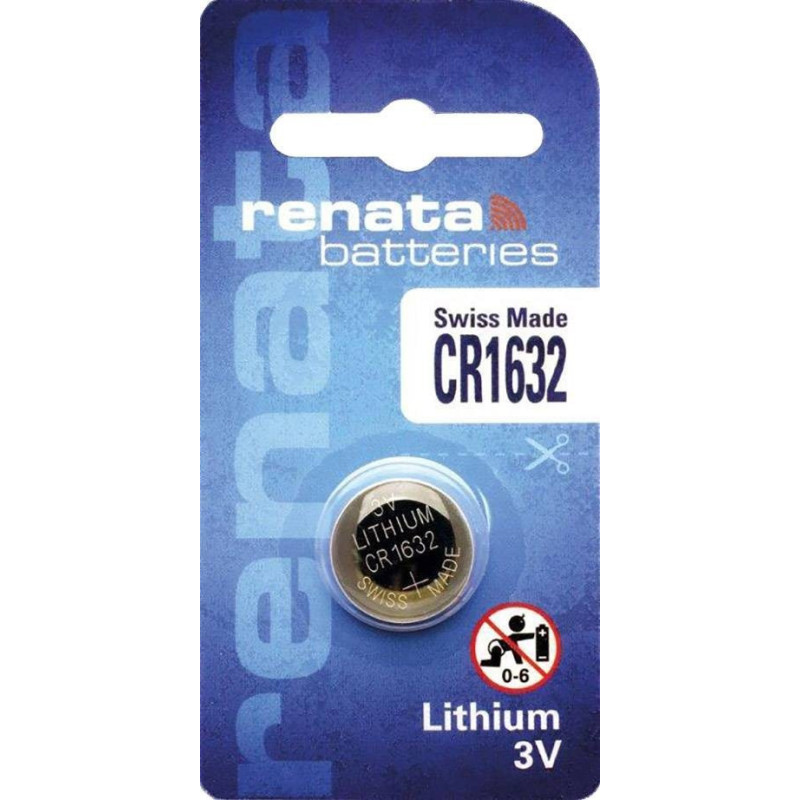 renata
renata
batteries
Swiss Made
CR1632
3V
LITHIUM
CR1632
+
SWISS MADE
0-6
Lithium
3V